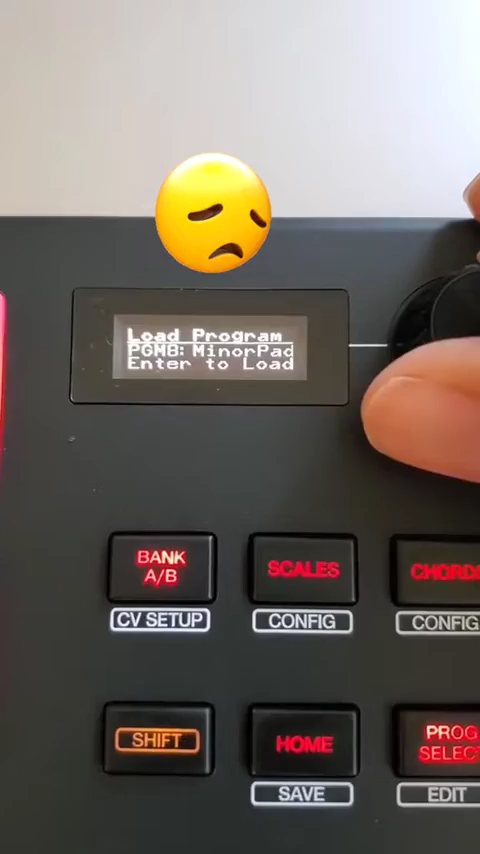 Load Program
PGM8: MinorPad
Enter to Load
BANK
A/B
SCALES
CHORDS
CV SETUP
CONFIG
CONFIG
SHIFT
HOME
PROG
SELECT
SAVE
EDIT